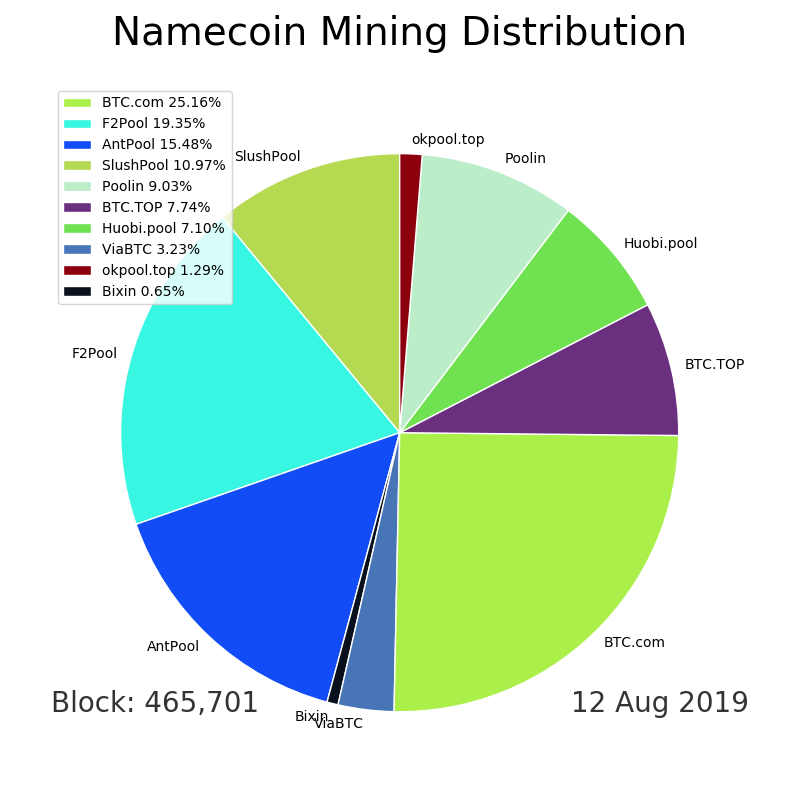 Namecoin Mining Distribution
BTC.com 25.16%
F2Pool 19.35%
AntPool 15.48%
SlushPool 10.97%
Poolin 9.03%
BTC.TOP 7.74%
Huobi.pool 7.10%
ViaBTC 3.23%
okpool.top 1.29%
Bixin 0.65%
okpool.top
SlushPool
Poolin
Huobi.pool
F2Pool
BTC.TOP
BTC.com
AntPool
Bixin
ViaBTC
Block: 465,701
12 Aug 2019